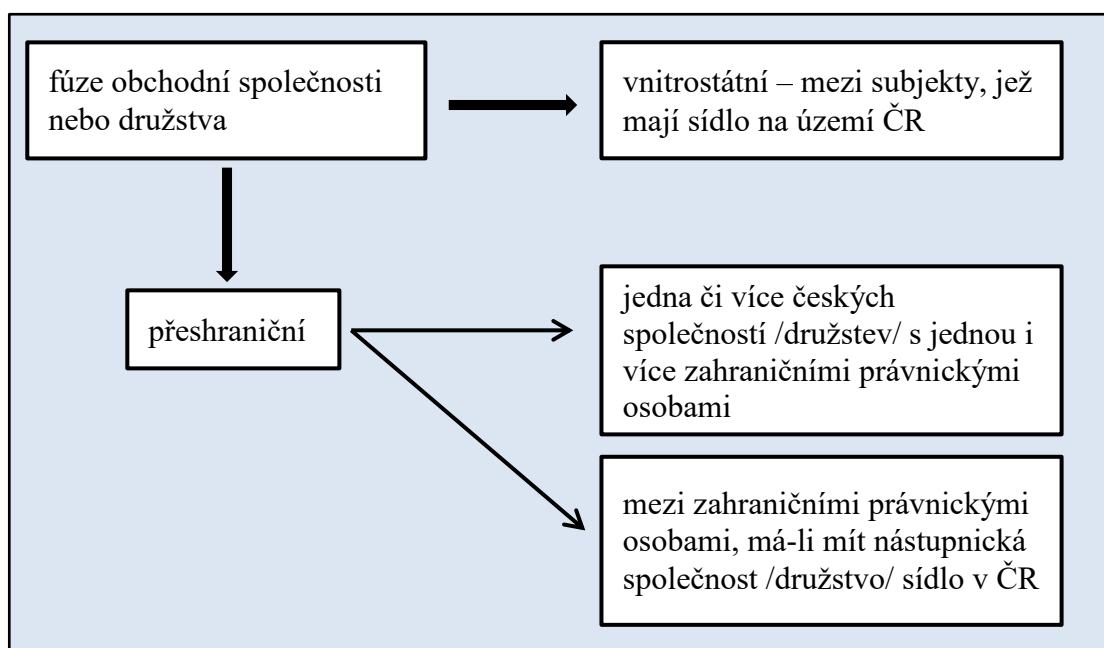 fúze obchodní společnosti
nebo družstva
vnitrostátní – mezi subjekty, jež
mají sídlo na území ČR
přeshraniční
jedna či více českých
společností /družstev/ s jednou i
více zahraničními právnickými
osobami
mezi zahraničními právnickými
osobami, má-li mít nástupnická
společnost /družstvo/ sídlo v ČR